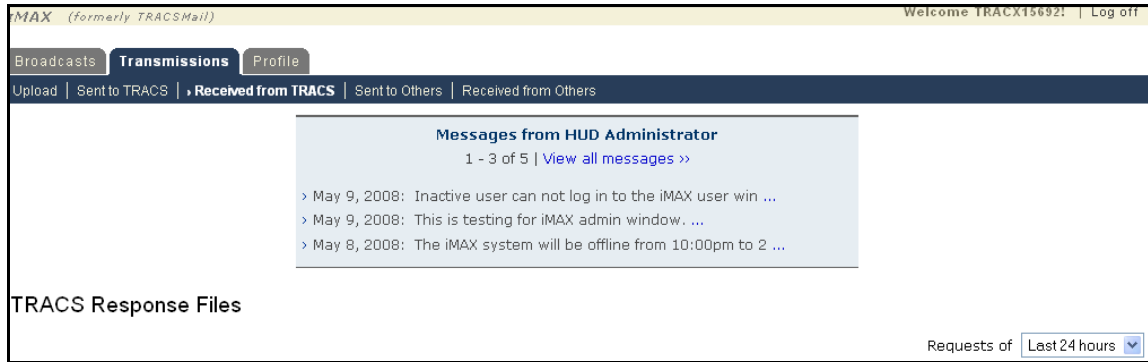 iMAX (formerly TRACSMail)
Welcome TRACX15692! | Log off
Broadcasts Transmissions Profile
Upload | Sent to TRACS | › Received from TRACS | Sent to Others | Received from Others
Messages from HUD Administrator
1 - 3 of 5 | View all messages »
› May 9, 2008: Inactive user can not log in to the iMAX user win ...
› May 9, 2008: This is testing for iMAX admin window. ...
› May 8, 2008: The iMAX system will be offline from 10:00pm to 2 ...
TRACS Response Files
Requests of Last 24 hours